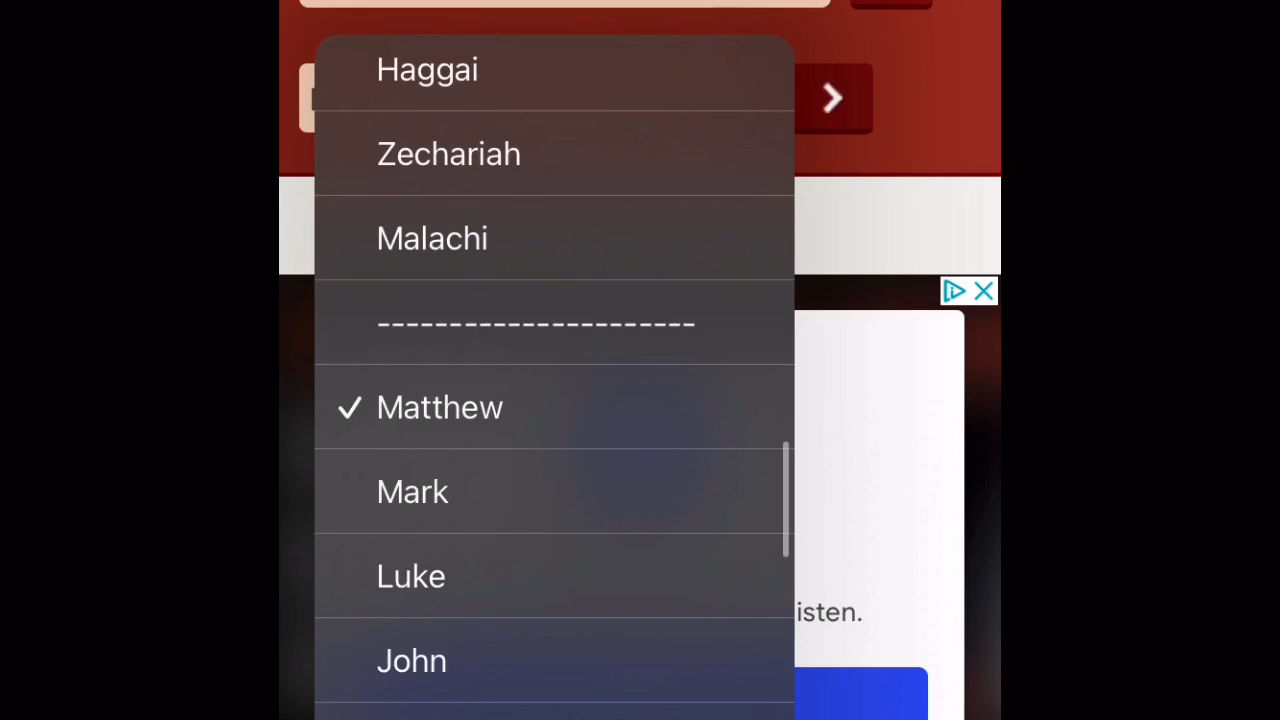 Haggai
Zechariah
Malachi
----------------------
Matthew
Mark
Luke
isten.
John